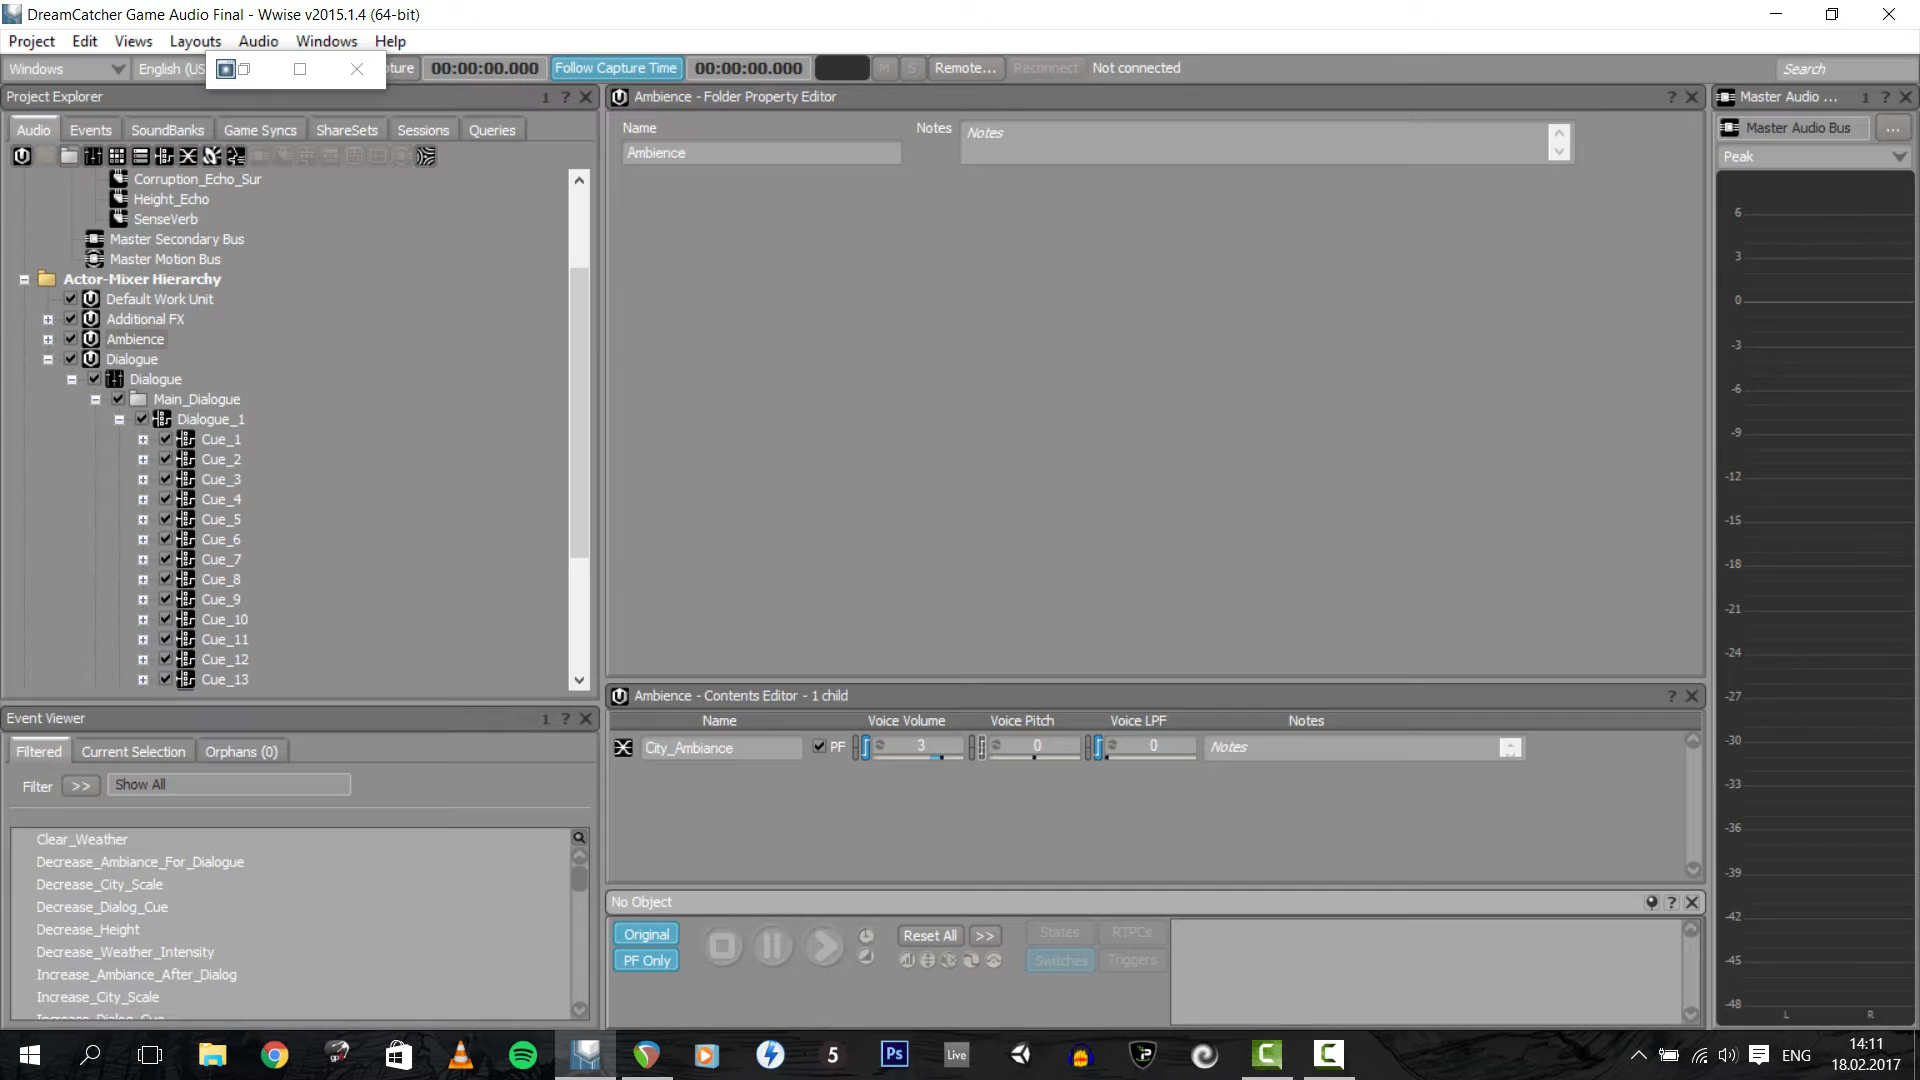 DreamCatcher Game Audio Final - Wwise v2015.1.4 (64-bit)
Project Edit Views Layouts Audio Windows Help
Windows English (US 00:00:00.000 Follow Capture Time 00:00:00.000 M S Remote... Reconnect Not connected Search
Project Explorer 1 ?
Audio Events SoundBanks Game Syncs ShareSets Sessions Queries
Corruption_Echo_Sur
Height_Echo
SenseVerb
Master Secondary Bus
Master Motion Bus
Actor-Mixer Hierarchy
Default Work Unit
Additional FX
Ambience
Dialogue
Dialogue
Main_Dialogue
Dialogue_1
Cue_1
Cue_2
Cue_3
Cue_4
Cue_5
Cue_6
Cue_7
Cue_8
Cue_9
Cue_10
Cue_11
Cue_12
Cue_13
Event Viewer 1 ?
Filtered Current Selection Orphans (0)
Filter >> Show All
Clear_Weather
Decrease_Ambiance_For_Dialogue
Decrease_City_Scale
Decrease_Dialog_Cue
Decrease_Height
Decrease_Weather_Intensity
Increase_Ambiance_After_Dialog
Increase_City_Scale
Increase_Dialog_Cue
Ambience - Folder Property Editor ?
Name Notes Notes
Ambience
Ambience - Contents Editor - 1 child ?
Name Voice Volume Voice Pitch Voice LPF Notes
City_Ambiance PF 3 0 0 Notes
No Object ?
Original Reset All >> States RTPCs
PF Only Switches Triggers
Master Audio ... 1 ?
Master Audio Bus ...
Peak
6
3
0
-3
-6
-9
-12
-15
-18
-21
-24
-27
-30
-33
-36
-39
-42
-45
-48
L R
5 Ps Live ENG 14:11
18.02.2017